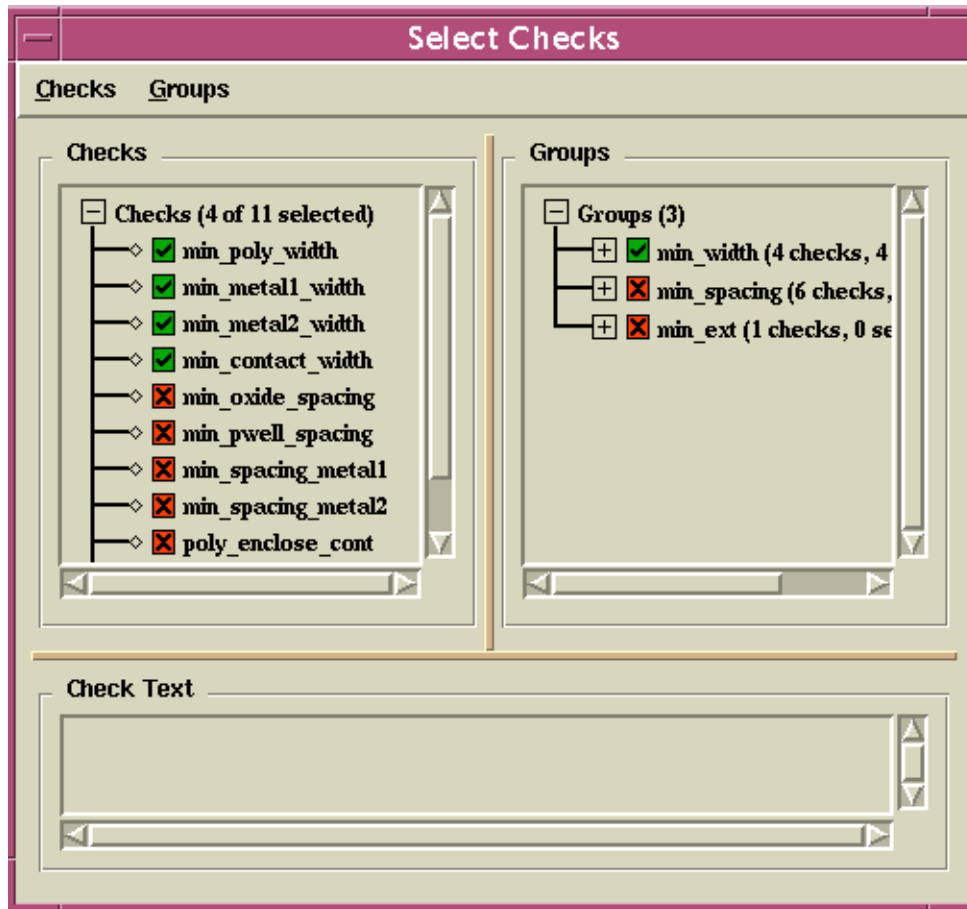 Select Checks
Checks Groups
Checks
Checks (4 of 11 selected)
min_poly_width
min_metal1_width
min_metal2_width
min_contact_width
min_oxide_spacing
min_pwell_spacing
min_spacing_metal1
min_spacing_metal2
poly_enclose_cont
Groups
Groups (3)
min_width (4 checks, 4
min_spacing (6 checks,
min_ext (1 checks, 0 se
Check Text